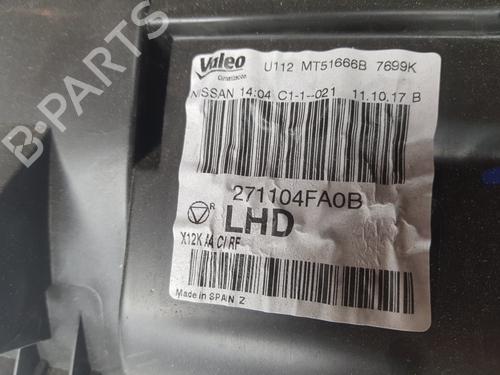 Valeo
Climatización
U112 MT51666B 7699K
NISSAN 14:04 C1-1--021 11.10.17 B
271104FA0B
R
LHD
X12K AA C/ RF
Made in SPAIN Z
B-PARTS